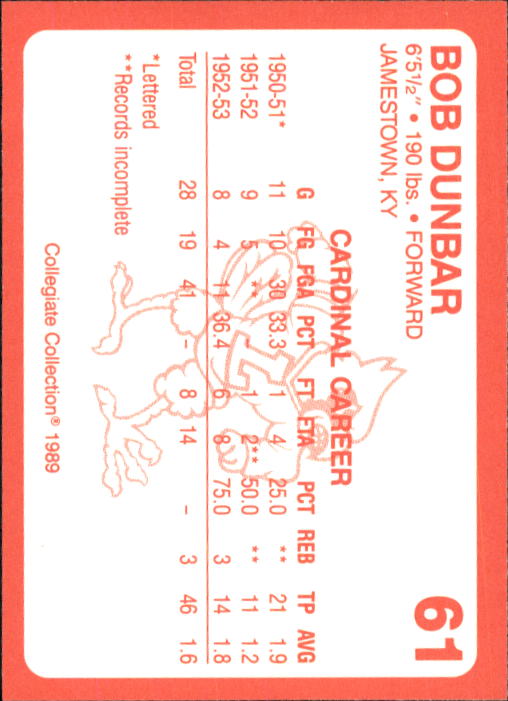 BOB DUNBAR 61
6'5½" • 190 lbs. • FORWARD
JAMESTOWN, KY
CARDINAL CAREER
G FG FGA PCT FT FTA PCT REB TP AVG
1950-51* 11 10 30 33.3 1 4 25.0 ** 21 1.9
1951-52 9 5 ** - 1 2** 50.0 ** 11 1.2
1952-53 8 4 11 36.4 6 8 75.0 3 14 1.8
Total 28 19 41 - 8 14 - 3 46 1.6
*Lettered
**Records incomplete
Collegiate Collection® 1989